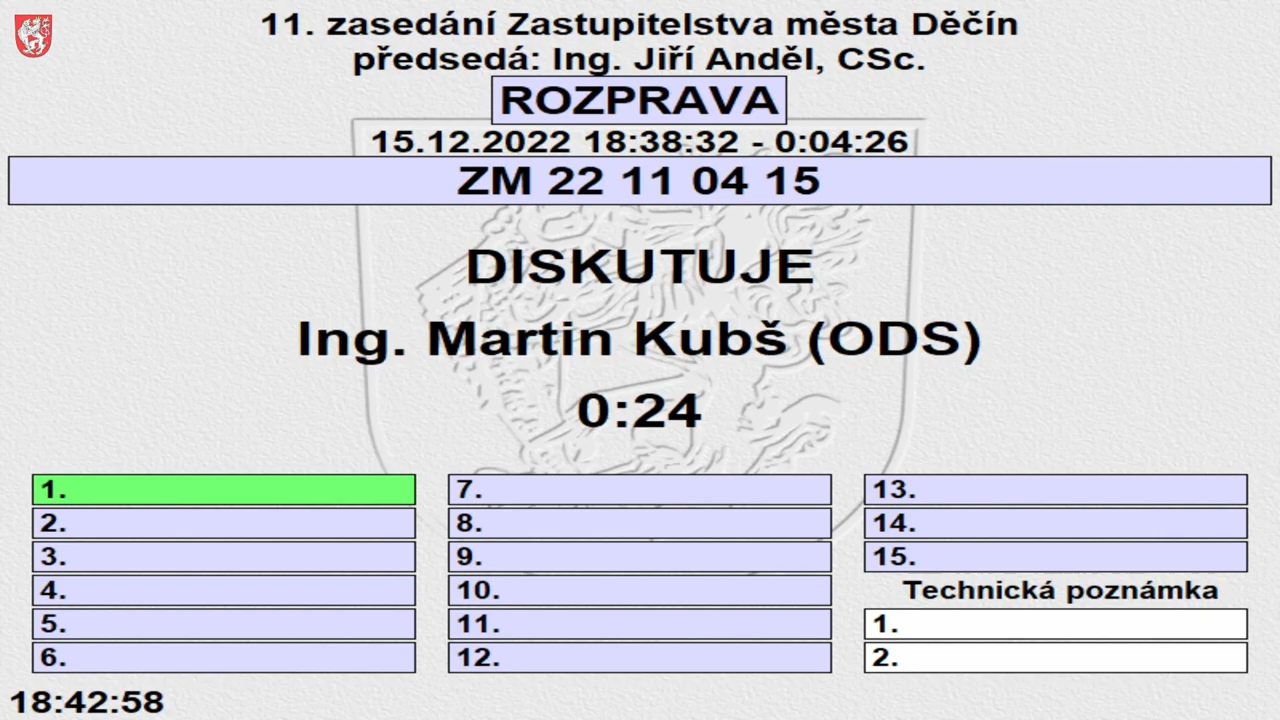 11. zasedání Zastupitelstva města Děčín
předsedá: Ing. Jiří Anděl, CSc.
ROZPRAVA
15.12.2022 18:38:32 - 0:04:26
ZM 22 11 04 15
DISKUTUJE
Ing. Martin Kubš (ODS)
0:24
1.
2.
3.
4.
5.
6.
7.
8.
9.
10.
11.
12.
13.
14.
15.
Technická poznámka
1.
2.
18:42:58